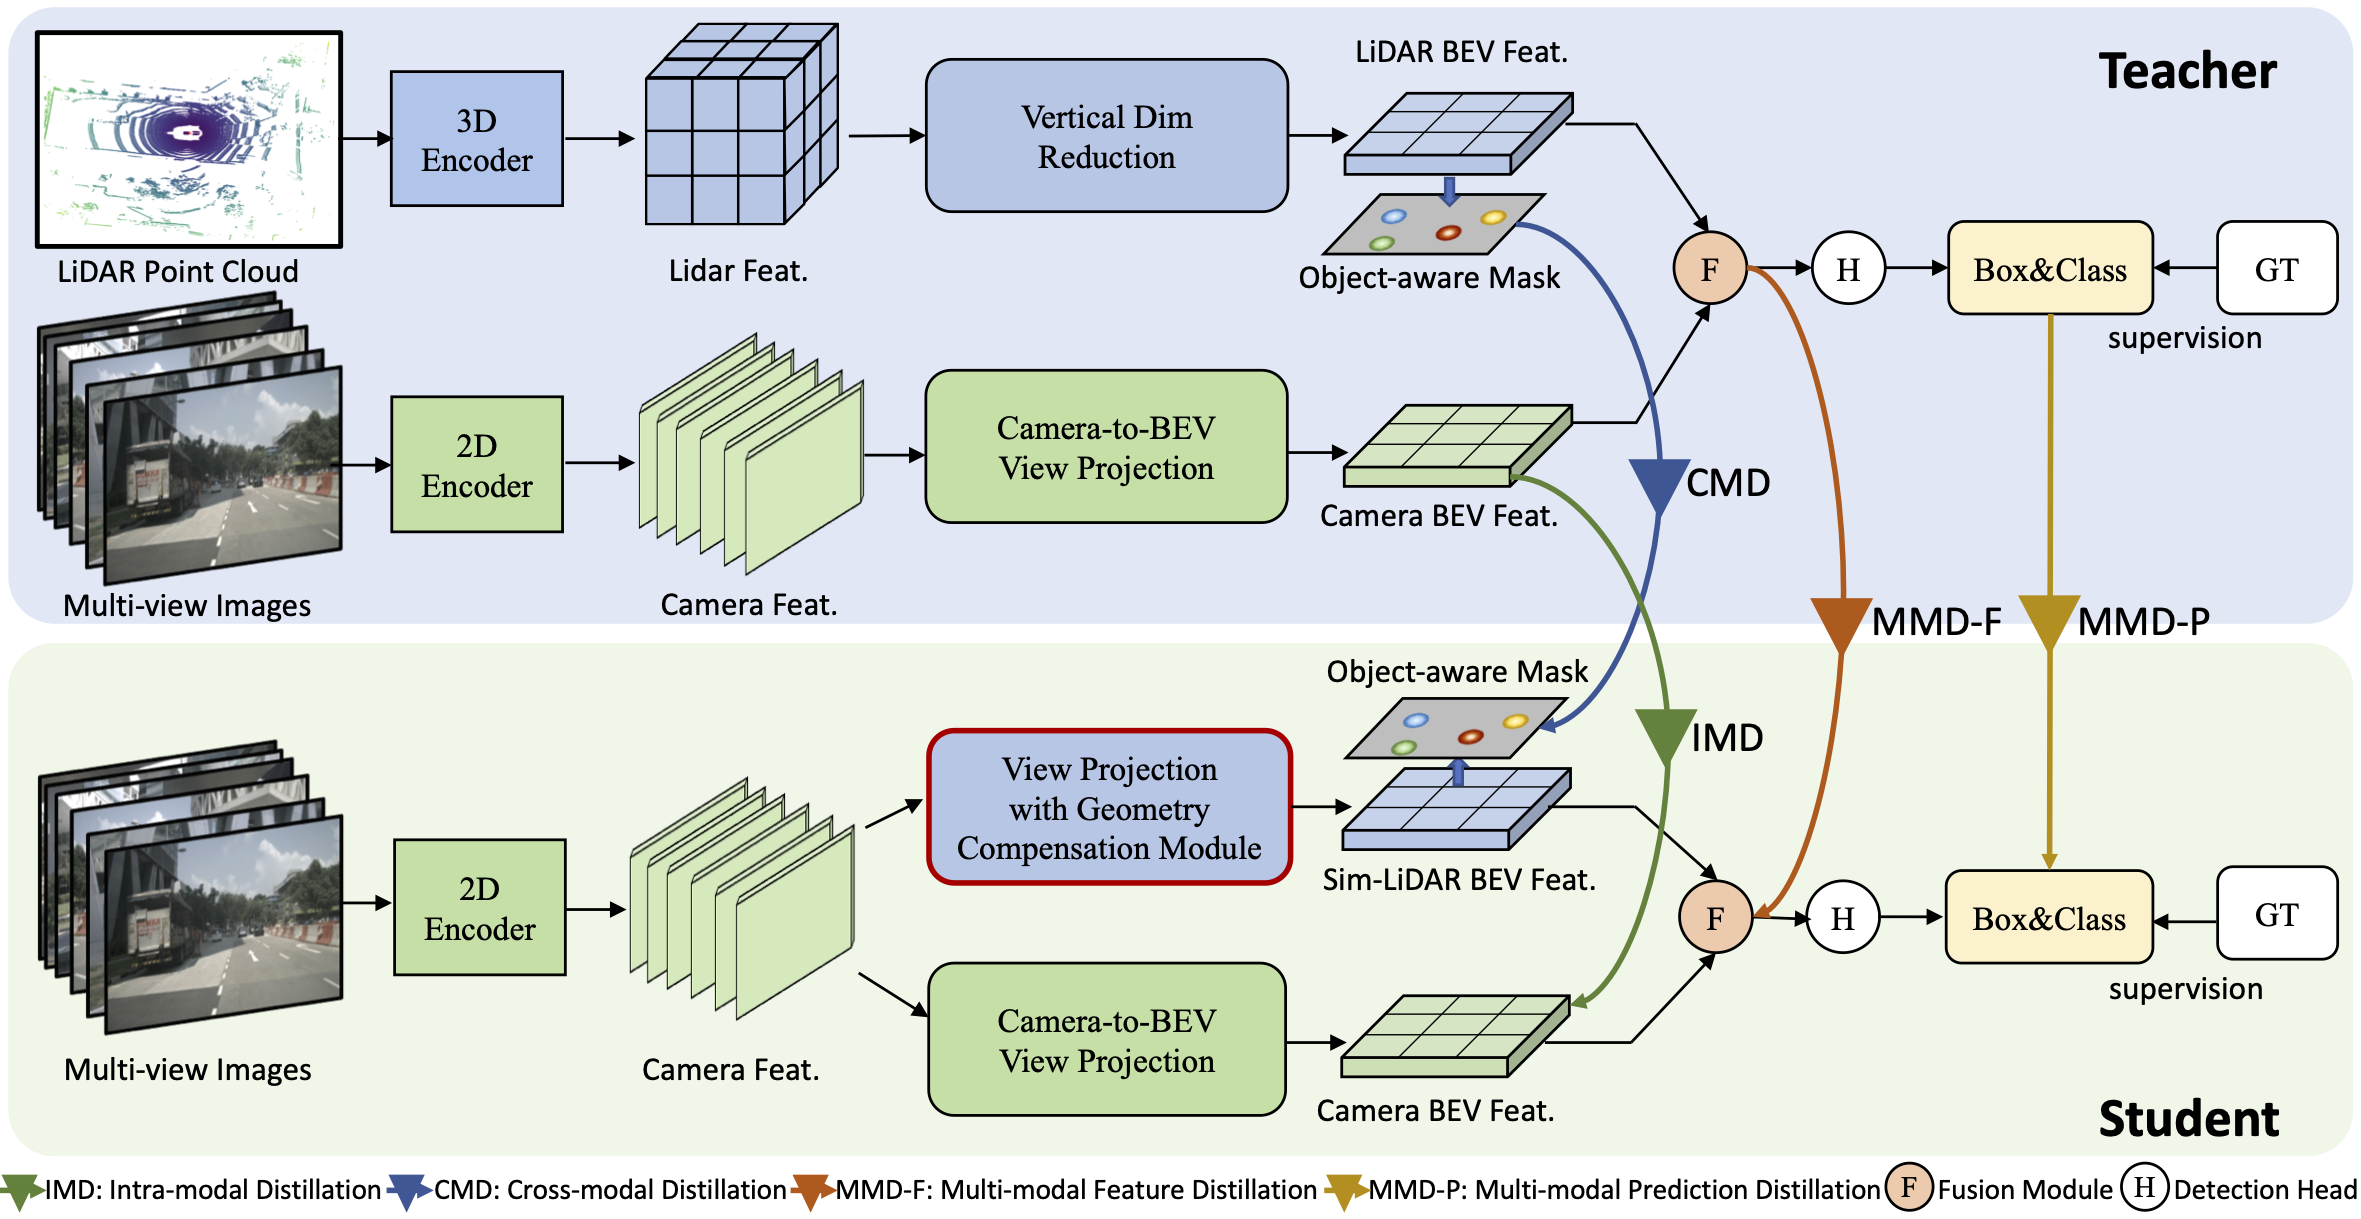 Teacher
LiDAR BEV Feat.
3D
Encoder
Vertical Dim
Reduction
LiDAR Point Cloud
Lidar Feat.
Object-aware Mask
F
H
Box&Class
GT
supervision
2D
Encoder
Camera-to-BEV
View Projection
Camera BEV Feat.
CMD
Multi-view Images
Camera Feat.
MMD-F
MMD-P
Object-aware Mask
IMD
View Projection
with Geometry
Compensation Module
Sim-LiDAR BEV Feat.
2D
Encoder
F
H
Box&Class
GT
supervision
Camera-to-BEV
View Projection
Multi-view Images
Camera Feat.
Camera BEV Feat.
Student
IMD: Intra-modal Distillation CMD: Cross-modal Distillation MMD-F: Multi-modal Feature Distillation MMD-P: Multi-modal Prediction Distillation F Fusion Module H Detection Head